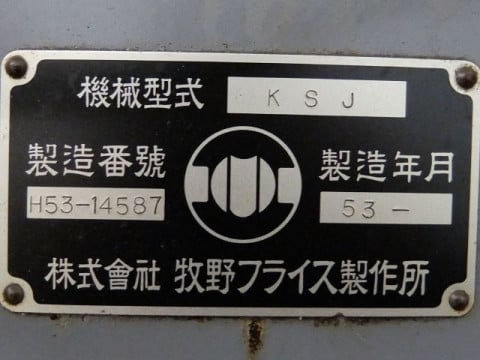 機械型式 KSJ
製造番號 製造年月
H53-14587 53-
株式會社 牧野フライス製作所